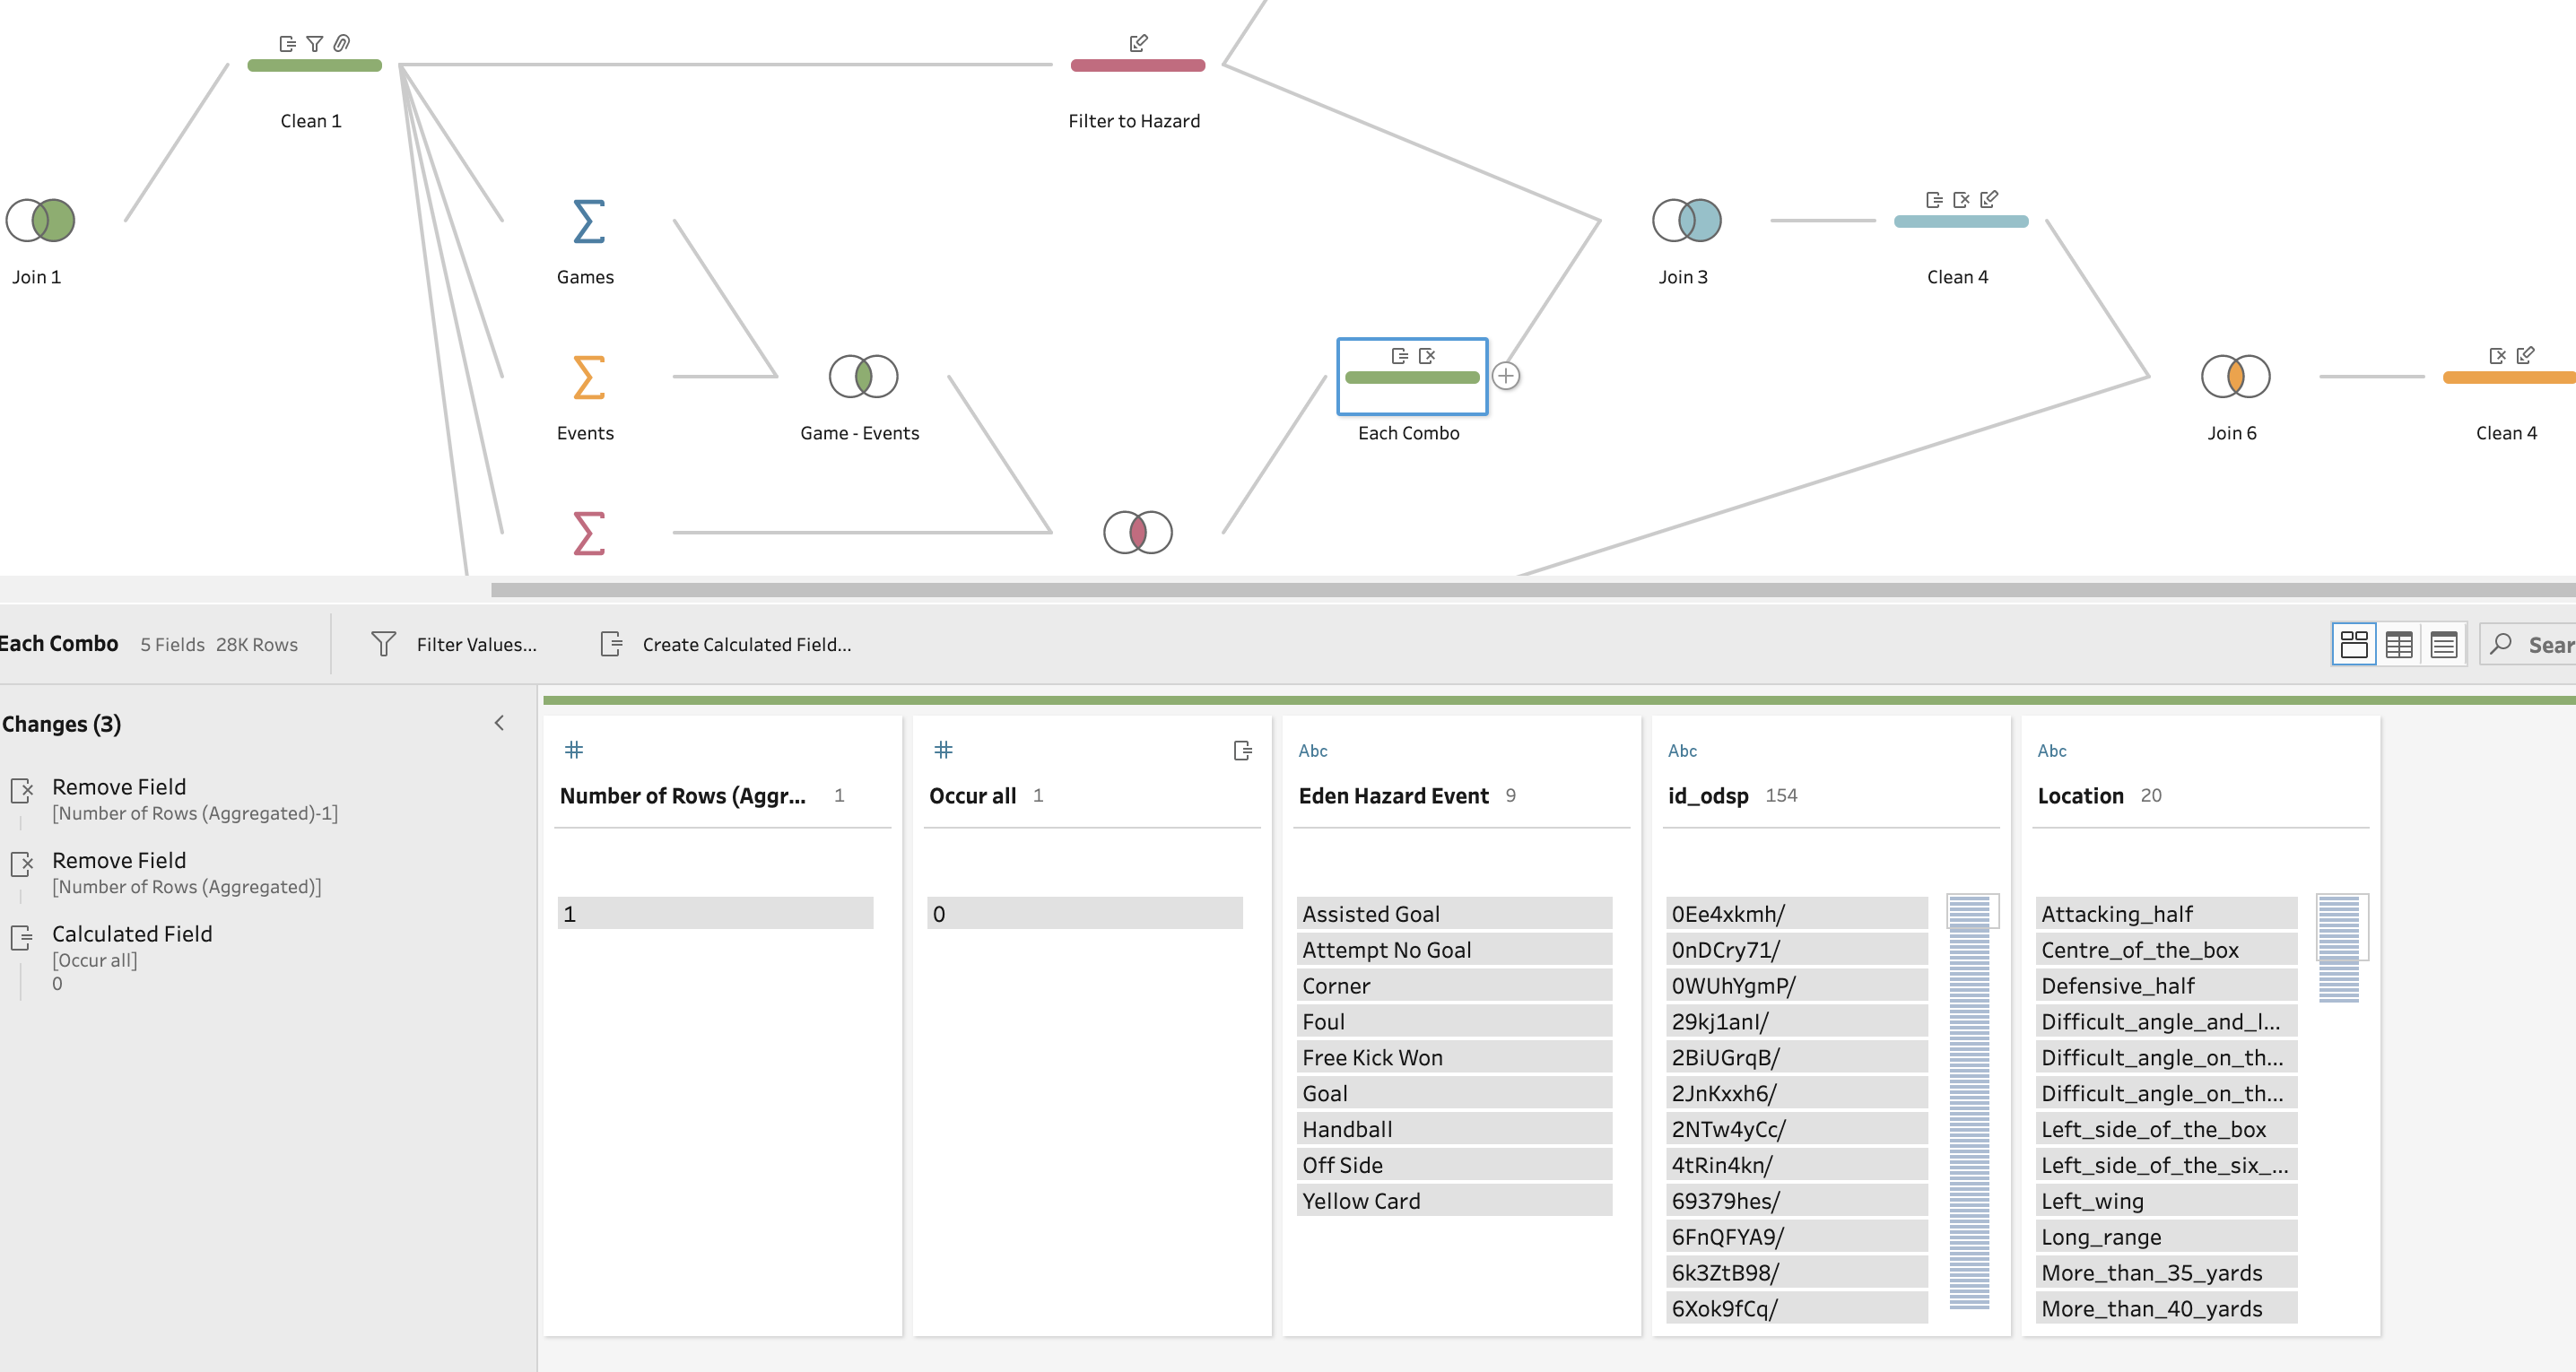 Clean 1
Filter to Hazard
Join 1
Games
Join 3
Clean 4
Events
Game - Events
Each Combo
Join 6
Clean 4
Each Combo 5 Fields 28K Rows Filter Values... Create Calculated Field...
Changes (3)
Remove Field
[Number of Rows (Aggregated)-1]
Remove Field
[Number of Rows (Aggregated)]
Calculated Field
[Occur all]
0
#
Number of Rows (Aggr... 1
1
#
Occur all 1
0
Abc
Eden Hazard Event 9
Assisted Goal
Attempt No Goal
Corner
Foul
Free Kick Won
Goal
Handball
Off Side
Yellow Card
Abc
id_odsp 154
0Ee4xkmh/
0nDCry71/
0WUhYgmP/
29kj1anI/
2BiUGrqB/
2JnKxxh6/
2NTw4yCc/
4tRin4kn/
69379hes/
6FnQFYA9/
6k3ZtB98/
6Xok9fCq/
Abc
Location 20
Attacking_half
Centre_of_the_box
Defensive_half
Difficult_angle_and_l...
Difficult_angle_on_th...
Difficult_angle_on_th...
Left_side_of_the_box
Left_side_of_the_six_...
Left_wing
Long_range
More_than_35_yards
More_than_40_yards